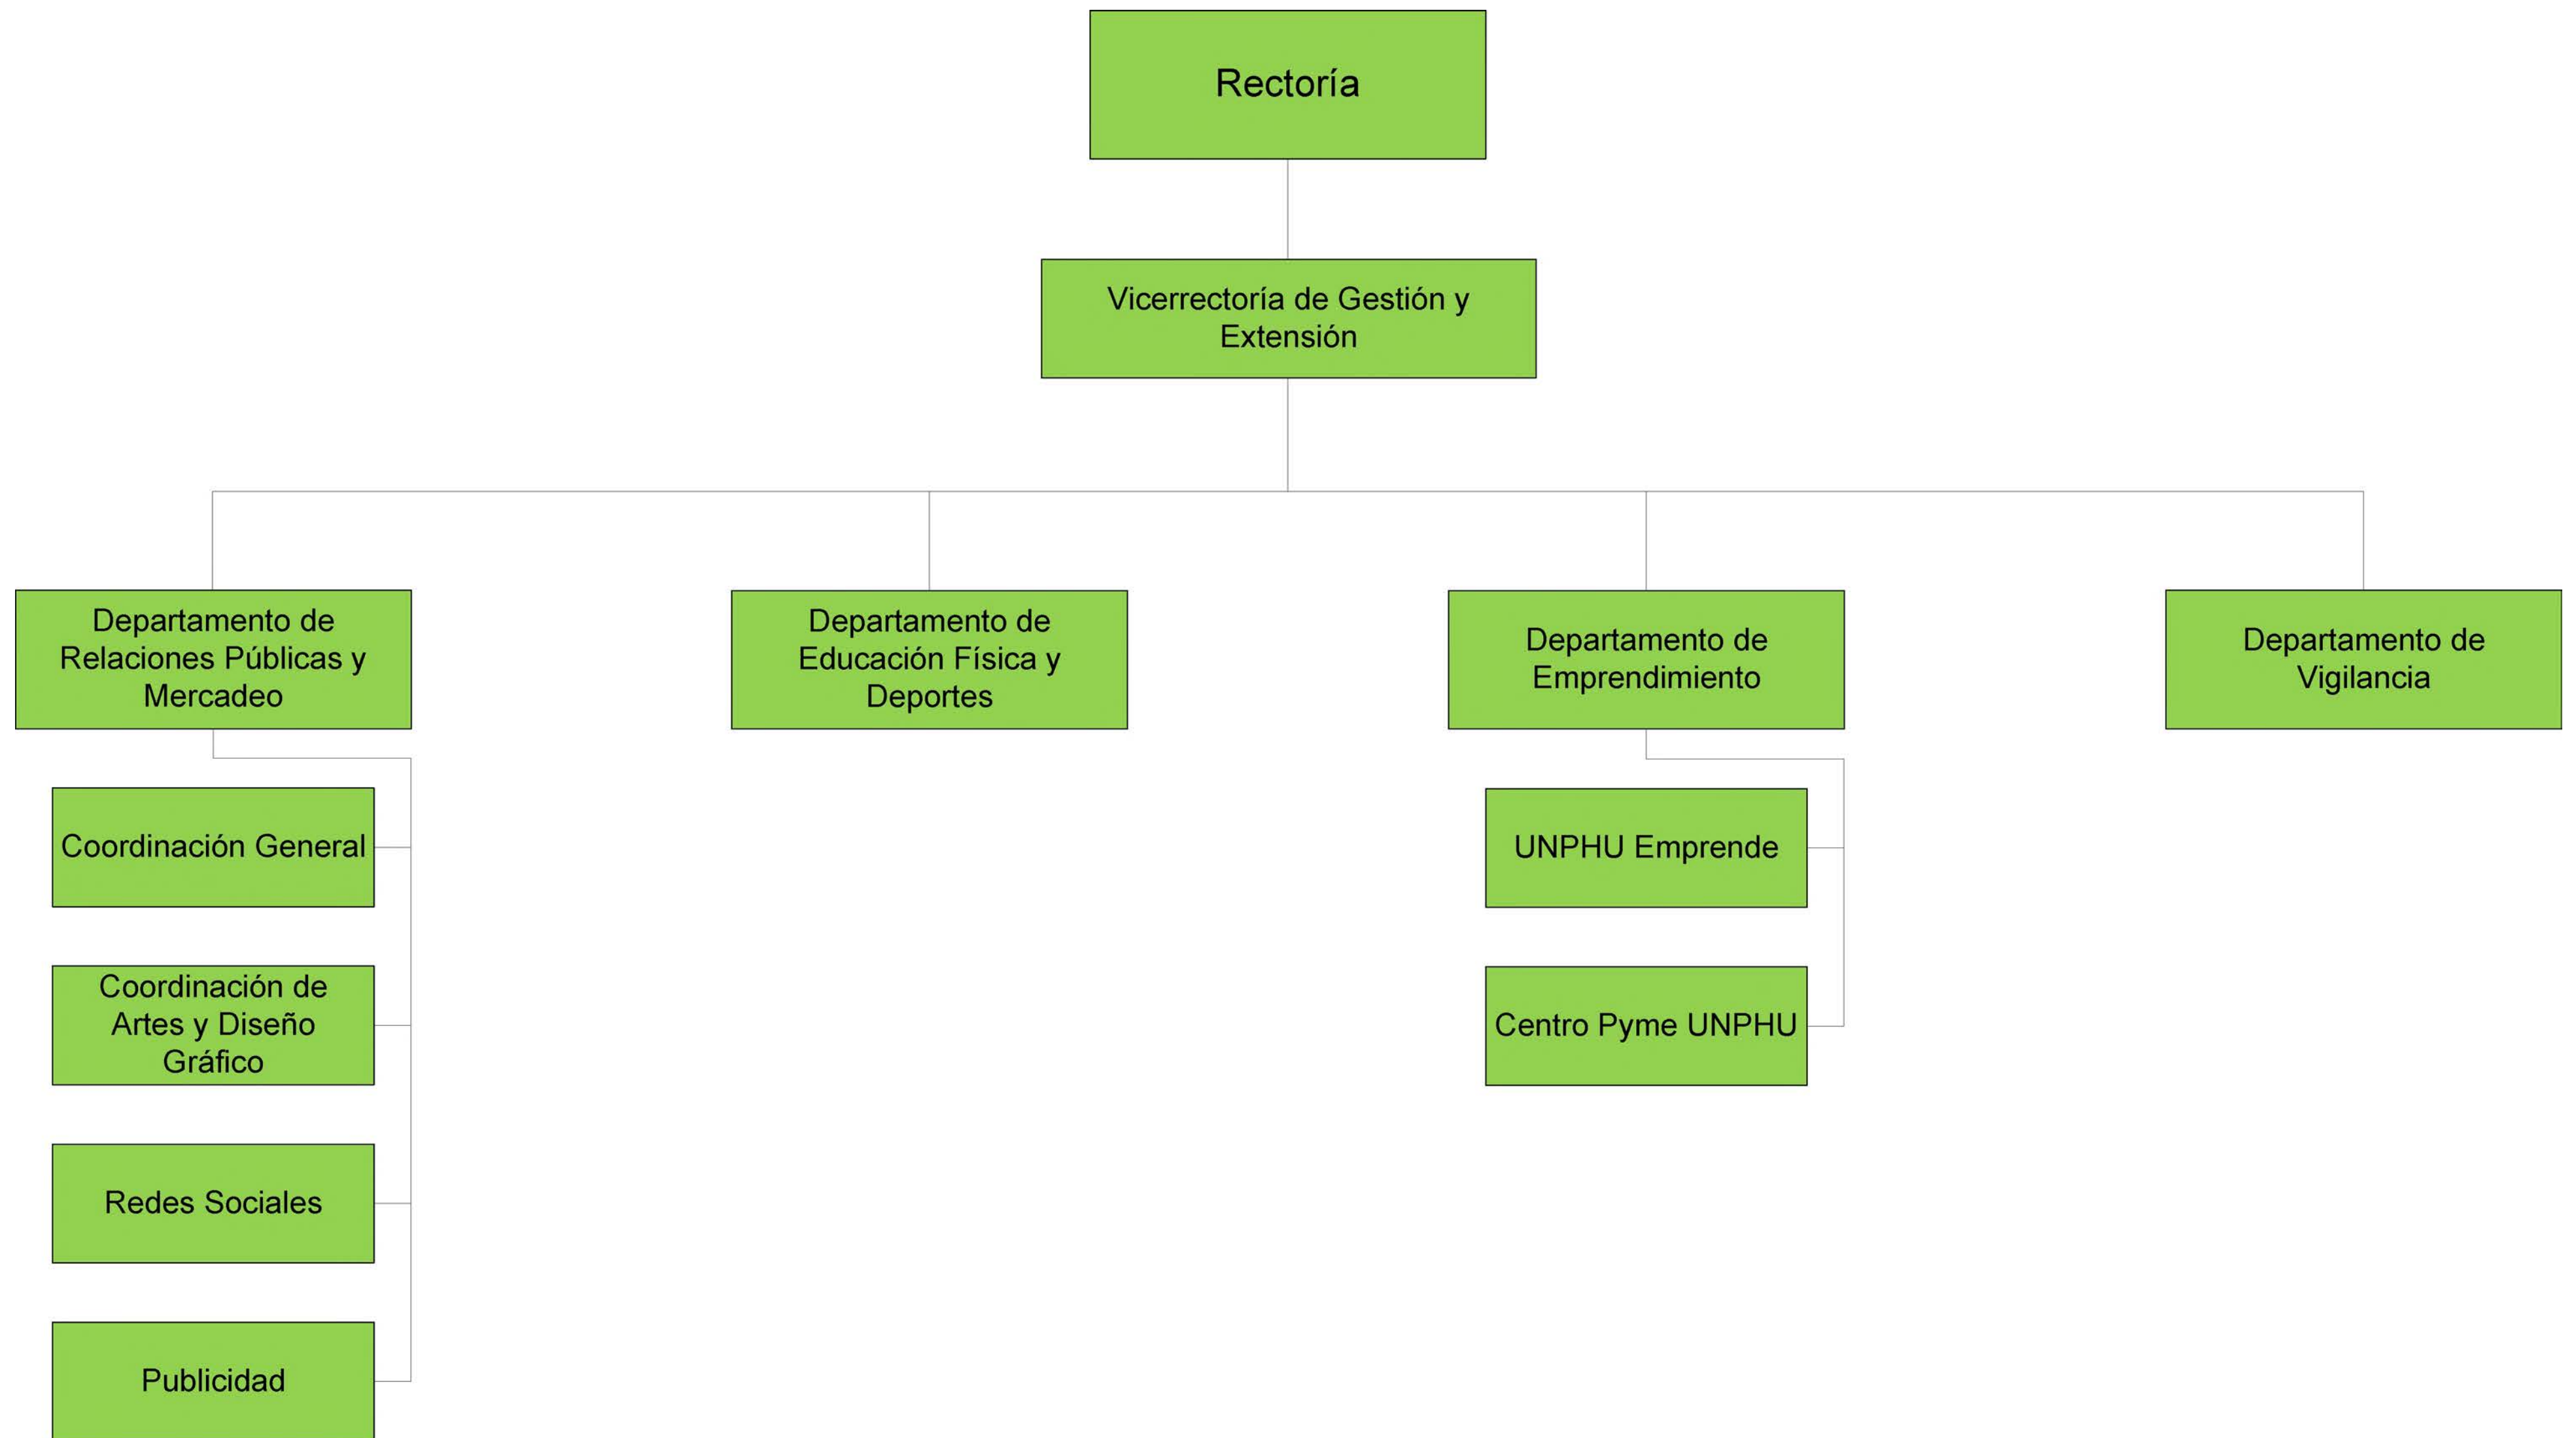 Rectoría
Vicerrectoría de Gestión y
Extensión
Departamento de
Relaciones Públicas y
Mercadeo
Departamento de
Educación Física y
Deportes
Departamento de
Emprendimiento
Departamento de
Vigilancia
Coordinación General
Coordinación de
Artes y Diseño
Gráfico
Redes Sociales
Publicidad
UNPHU Emprende
Centro Pyme UNPHU